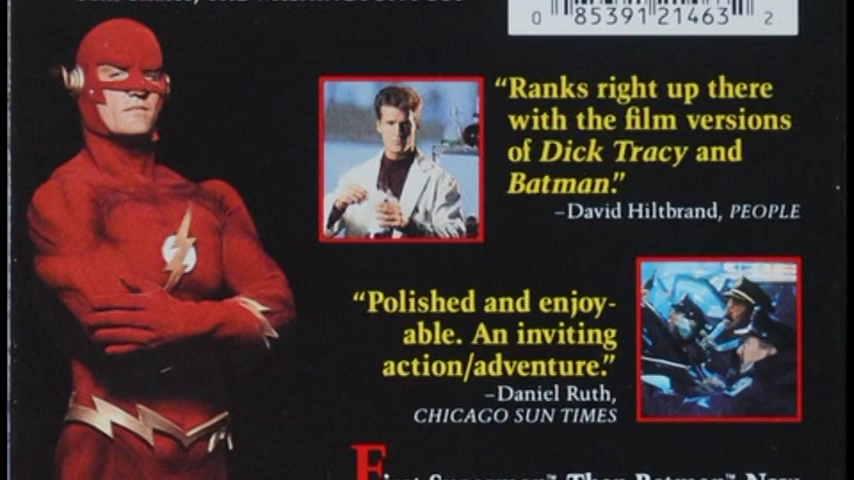 0 85391 21463 2
“Ranks right up there
with the film versions
of Dick Tracy and
Batman.”
–David Hiltbrand, PEOPLE
“Polished and enjoy-
able. An inviting
action/adventure.”
–Daniel Ruth,
CHICAGO SUN TIMES